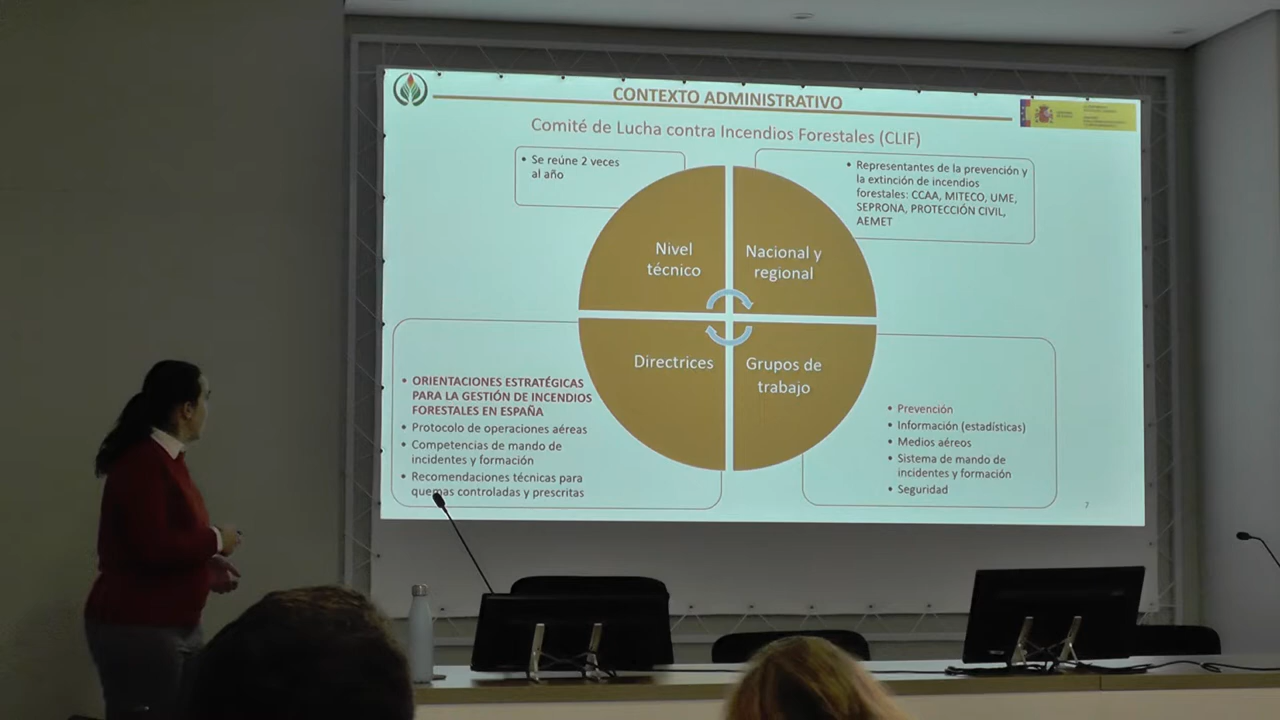 CONTEXTO ADMINISTRATIVO
Comité de Lucha contra Incendios Forestales (CLIF)
• Se reúne 2 veces
al año
• Representantes de la prevención y
la extinción de incendios
forestales: CCAA, MITECO, UME,
SEPRONA, PROTECCIÓN CIVIL,
AEMET
Nivel
técnico
Nacional y
regional
Directrices
Grupos de
trabajo
• ORIENTACIONES ESTRATÉGICAS
PARA LA GESTIÓN DE INCENDIOS
FORESTALES EN ESPAÑA
• Protocolo de operaciones aéreas
• Competencias de mando de
incidentes y formación
• Recomendaciones técnicas para
quemas controladas y prescritas
• Prevención
• Información (estadísticas)
• Medios aéreos
• Sistema de mando de
incidentes y formación
• Seguridad
7